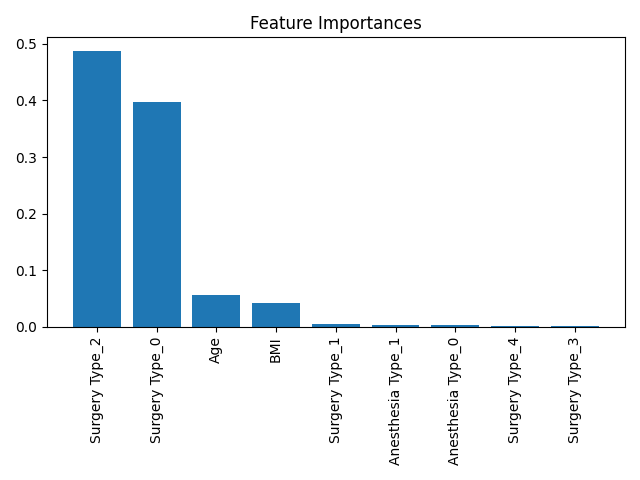 Feature Importances
0.5
0.4
0.3
0.2
0.1
0.0
Surgery Type_2
Surgery Type_0
Age
BMI
Surgery Type_1
Anesthesia Type_1
Anesthesia Type_0
Surgery Type_4
Surgery Type_3